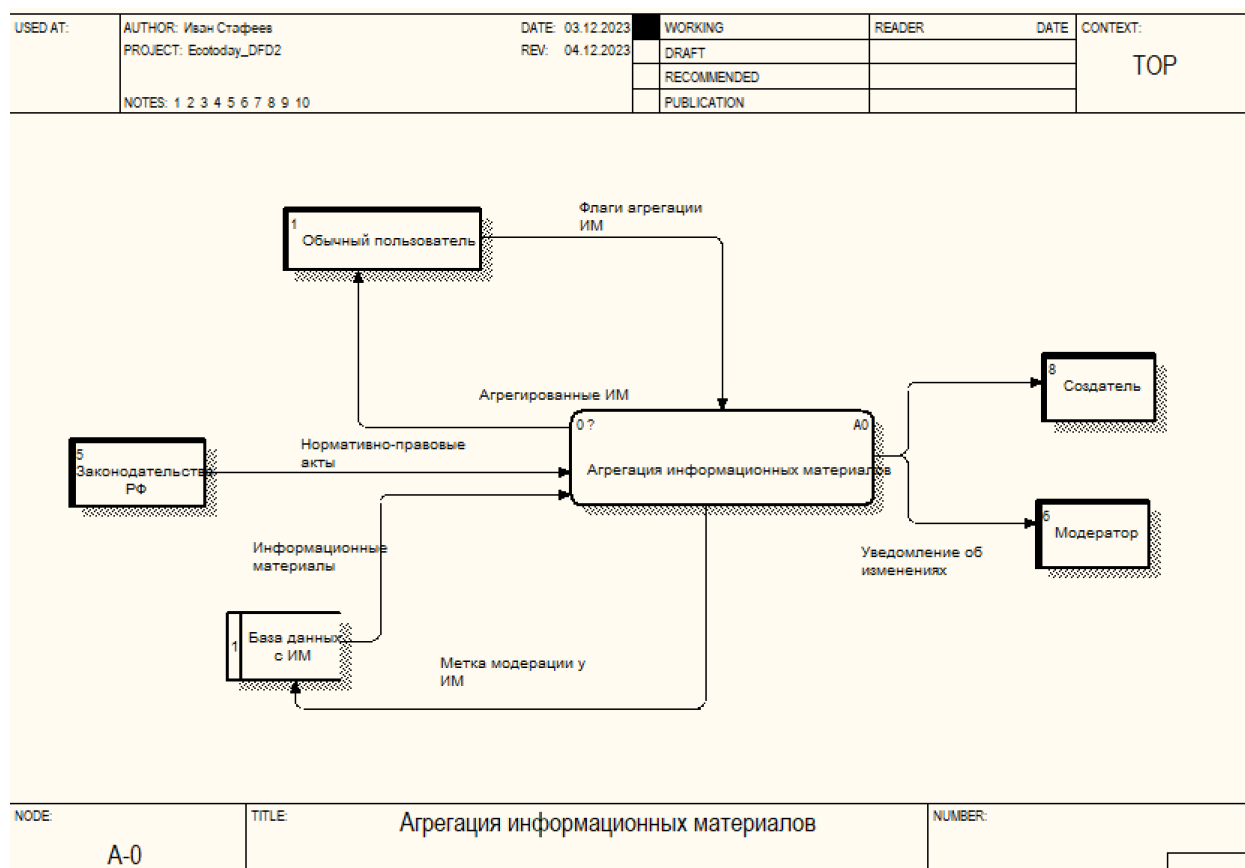 USED AT:
AUTHOR: Иван Стафеев
DATE: 03.12.2023
WORKING
READER
DATE
CONTEXT:
PROJECT: Ecotoday_DFD2
REV: 04.12.2023
DRAFT
TOP
RECOMMENDED
NOTES: 1 2 3 4 5 6 7 8 9 10
PUBLICATION
Флаги агрегации
ИМ
1
Обычный пользователь
8
Создатель
Агрегированные ИМ
0 ?
A0
Агрегация информационных материалов
Нормативно-правовые
акты
5
Законодательство
РФ
6
Модератор
Информационные
материалы
Уведомление об
изменениях
1
База данных
с ИМ
Метка модерации у
ИМ
NODE:
A-0
TITLE:
Агрегация информационных материалов
NUMBER: